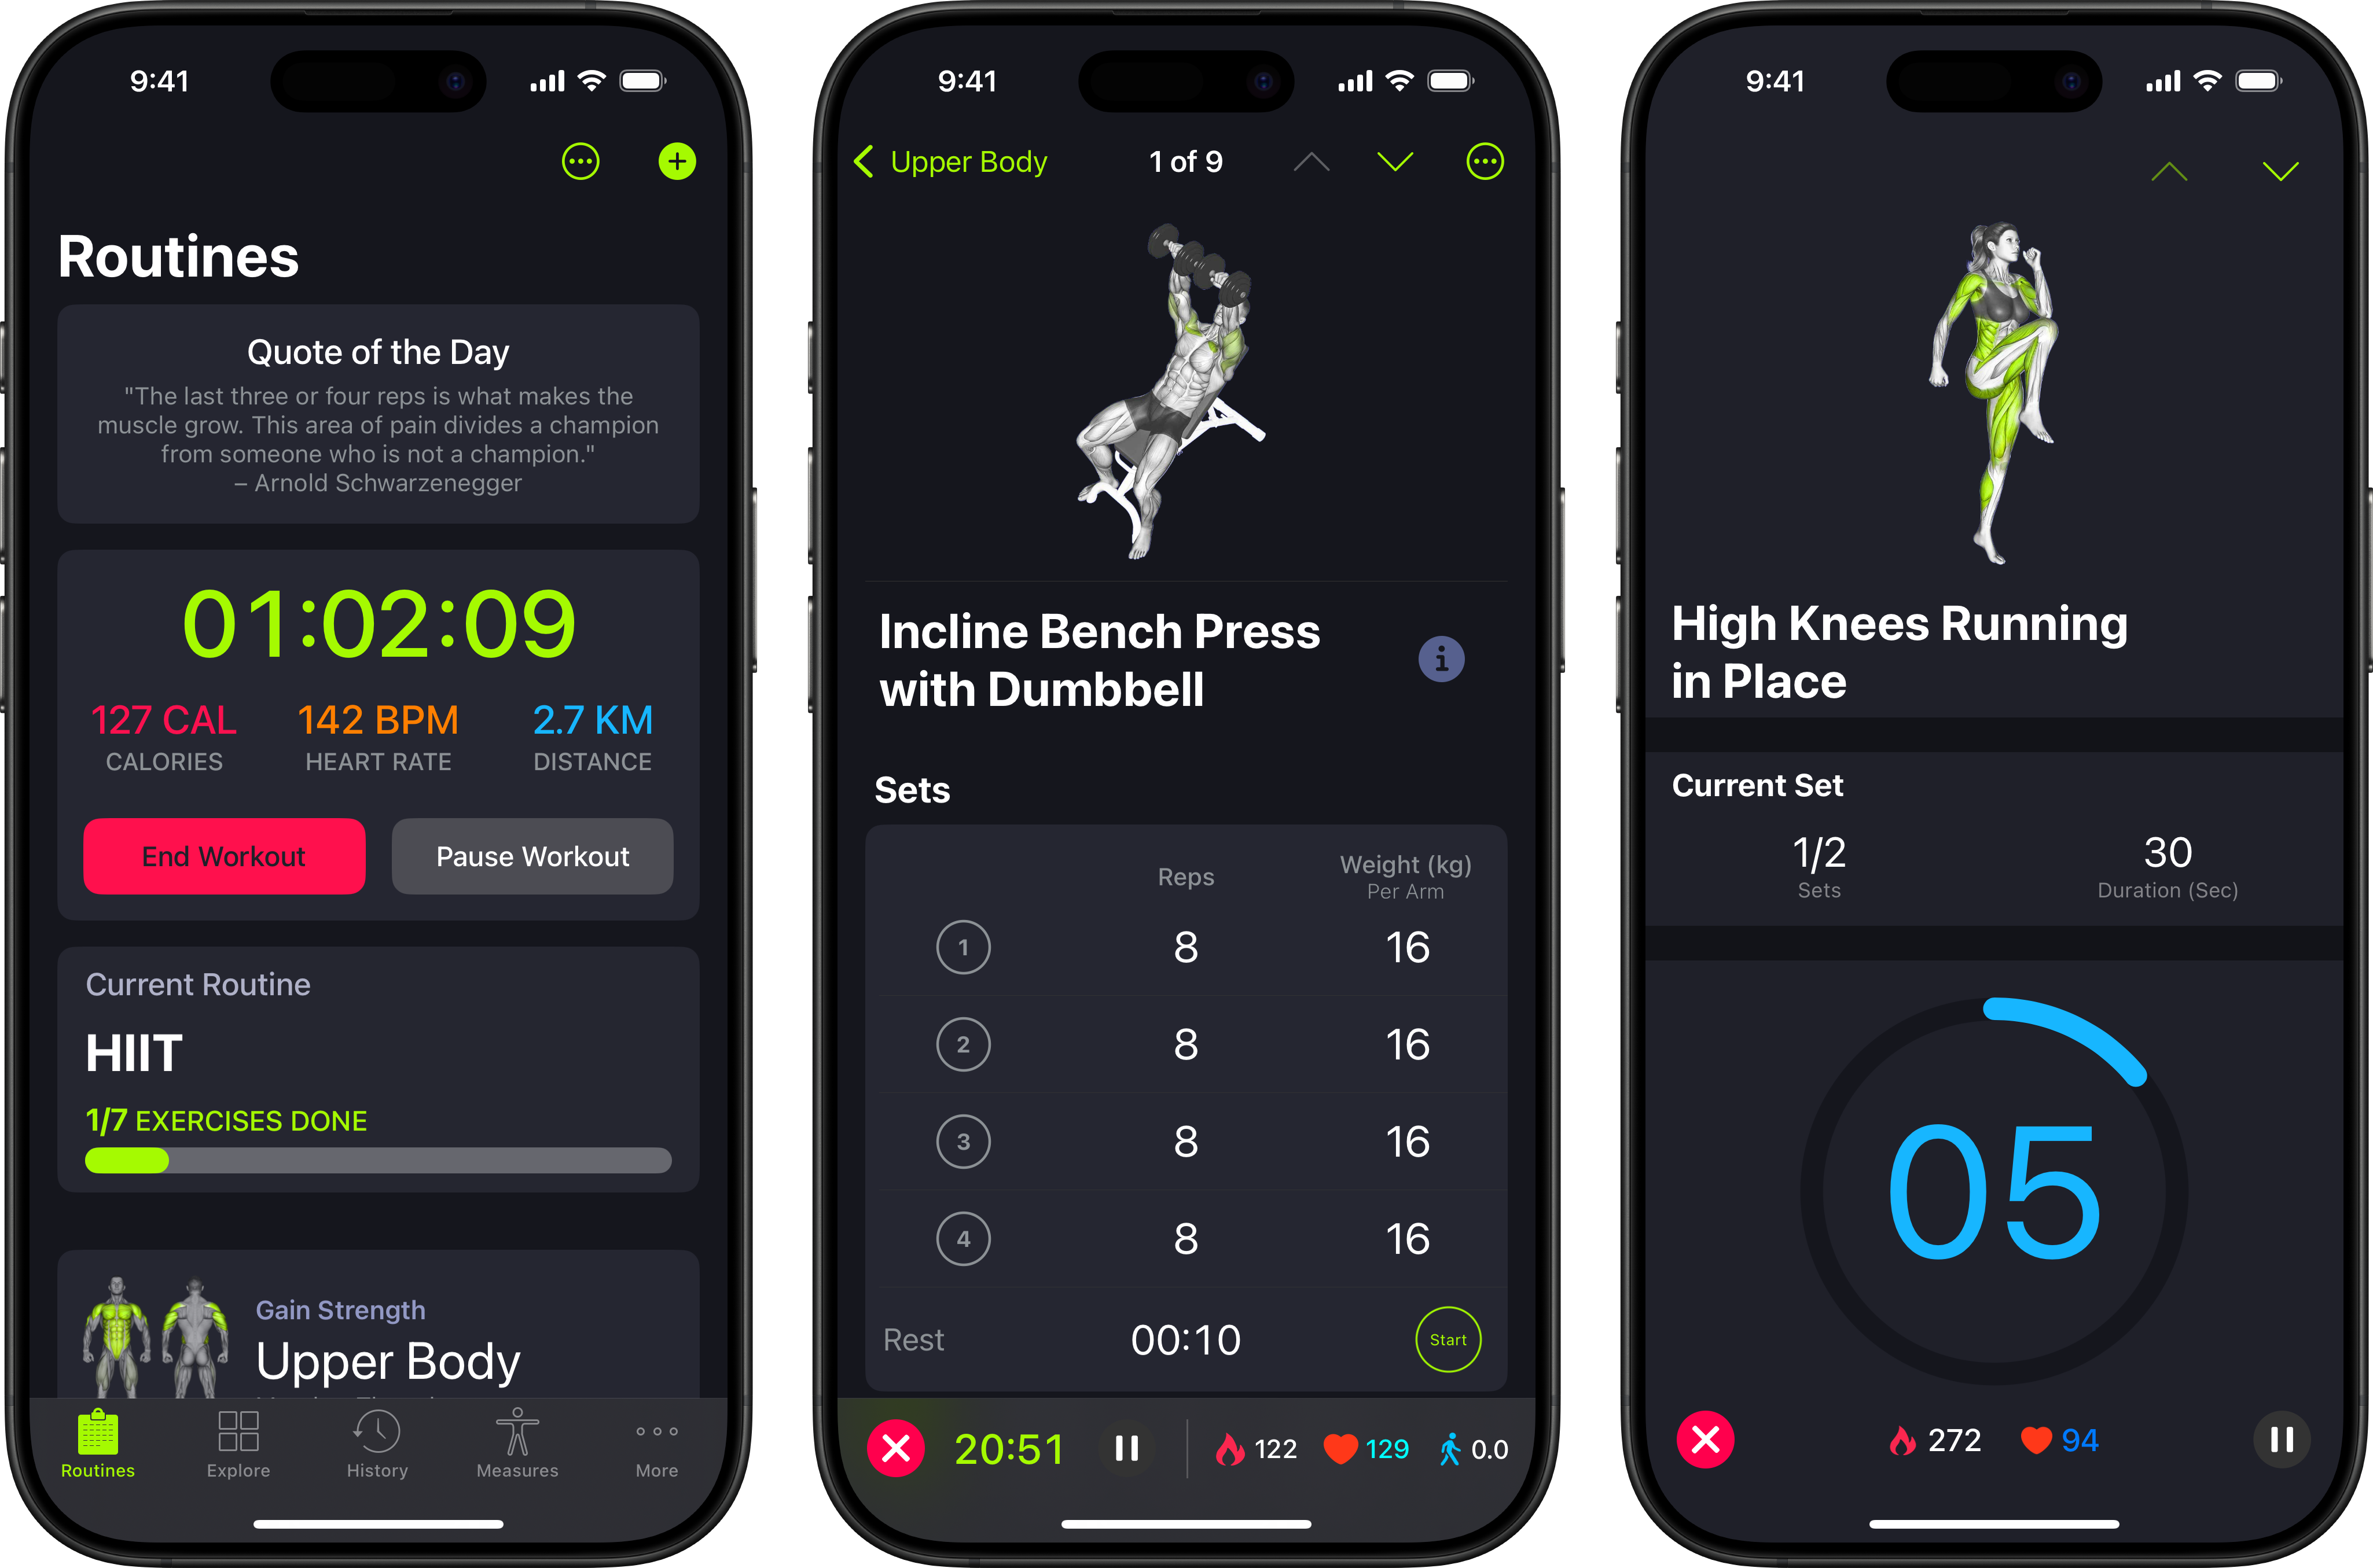 9:41
Routines
Quote of the Day
"The last three or four reps is what makes the
muscle grow. This area of pain divides a champion
from someone who is not a champion."
– Arnold Schwarzenegger
01:02:09
127 CAL 142 BPM 2.7 KM
CALORIES HEART RATE DISTANCE
End Workout Pause Workout
Current Routine
HIIT
1/7 EXERCISES DONE
Gain Strength
Upper Body
Routines Explore History Measures More
9:41
Upper Body 1 of 9
Incline Bench Press
with Dumbbell
Sets
Reps Weight (kg)
Per Arm
1 8 16
2 8 16
3 8 16
4 8 16
Rest 00:10 Start
20:51 122 129 0.0
9:41
High Knees Running
in Place
Current Set
1/2 30
Sets Duration (Sec)
05
272 94